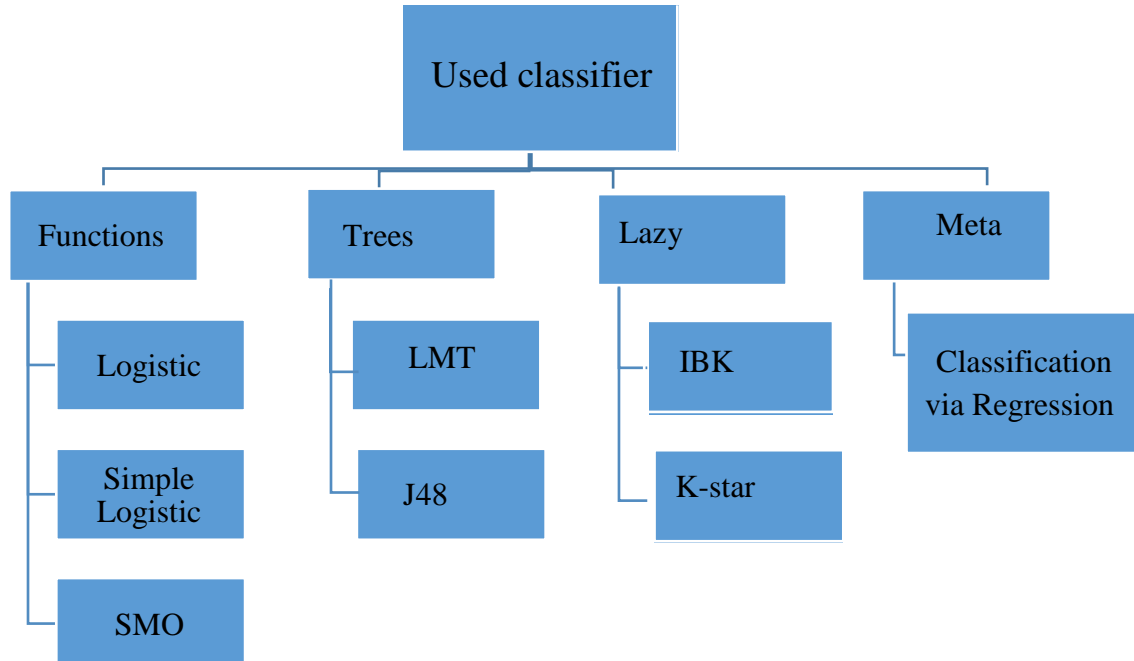 Used classifier
Functions
Trees
Lazy
Meta
Logistic
LMT
IBK
Classification
via Regression
Simple
Logistic
J48
K-star
SMO